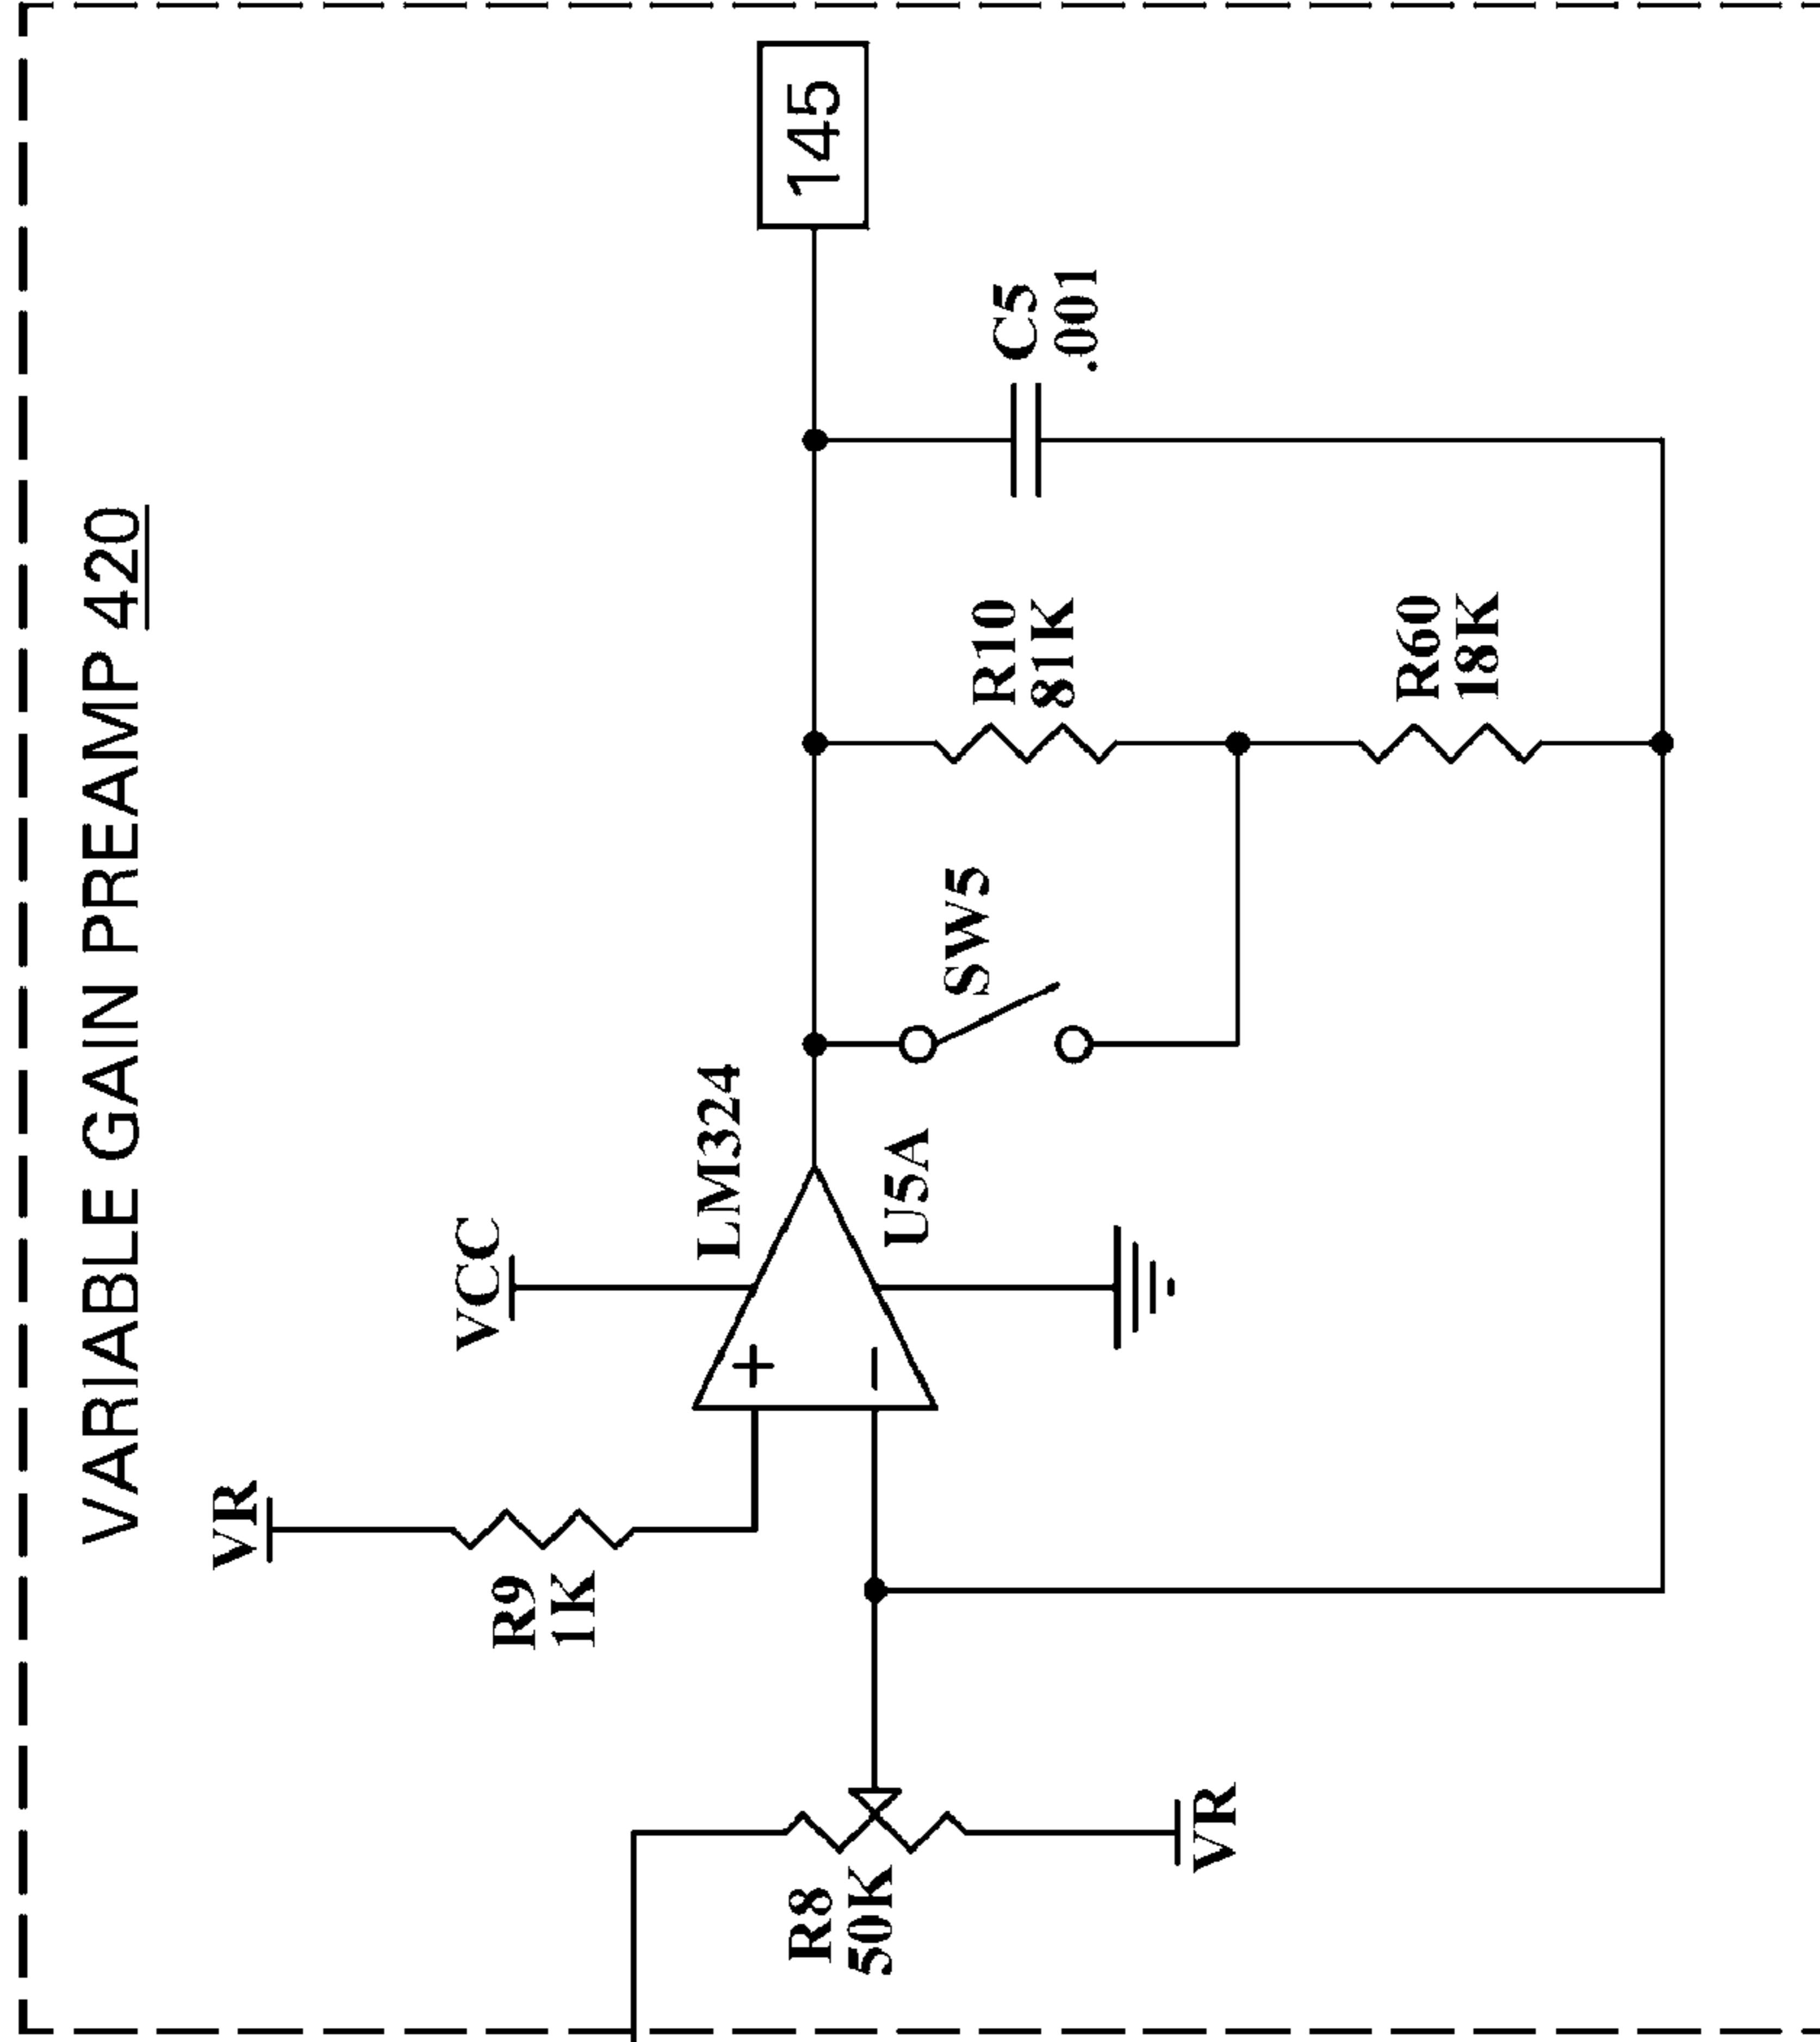 VARIABLE GAIN PREAMP 420
VR
R9
1K
VCC
LM324
+
−
U5A
R8
50K
VR
SW5
R10
81K
R60
18K
C5
.001
145